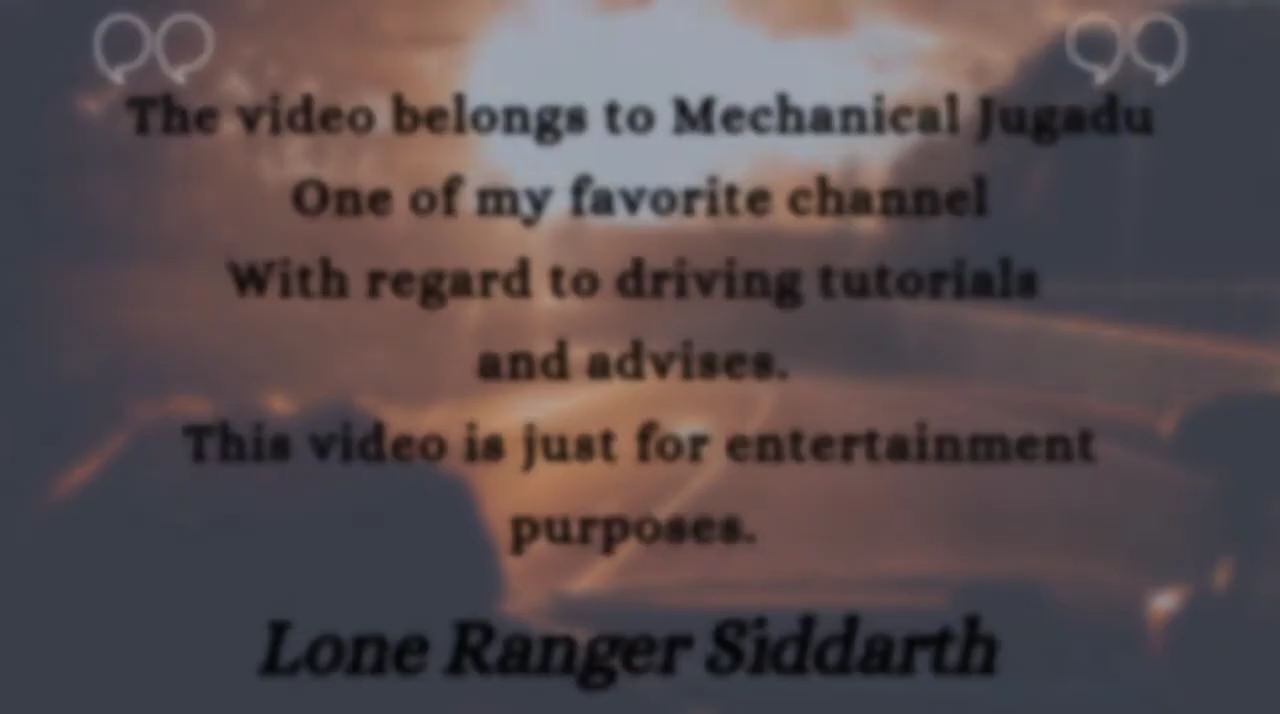 The video belongs to Mechanical Jugadu
One of my favorite channel
With regard to driving tutorials
and advises.
This video is just for entertainment
purposes.
Lone Ranger Siddarth